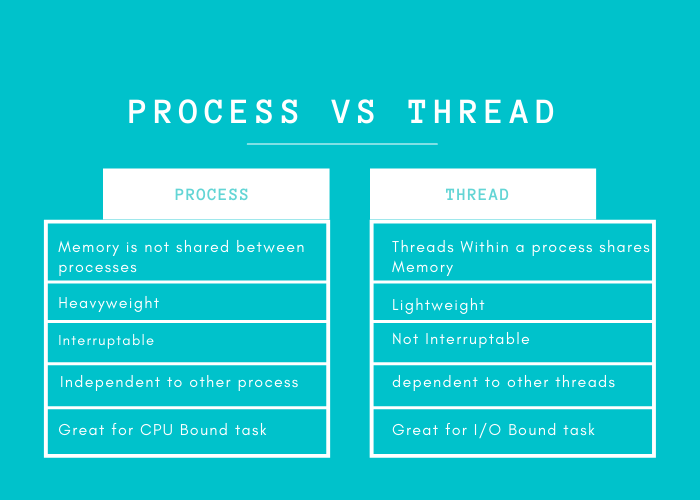 PROCESS VS THREAD
PROCESS
Memory is not shared between
processes
Heavyweight
Interruptable
Independent to other process
Great for CPU Bound task
THREAD
Threads Within a process shares
Memory
Lightweight
Not Interruptable
dependent to other threads
Great for I/O Bound task